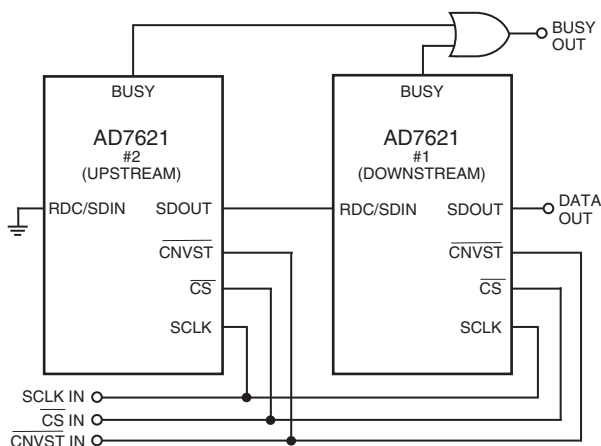 BUSY
OUT
BUSY
BUSY
AD7621
#2
(UPSTREAM)
AD7621
#1
(DOWNSTREAM)
RDC/SDIN
SDOUT
RDC/SDIN
SDOUT
DATA
OUT
CNVST
CNVST
CS
CS
SCLK
SCLK
SCLK IN
CS IN
CNVST IN